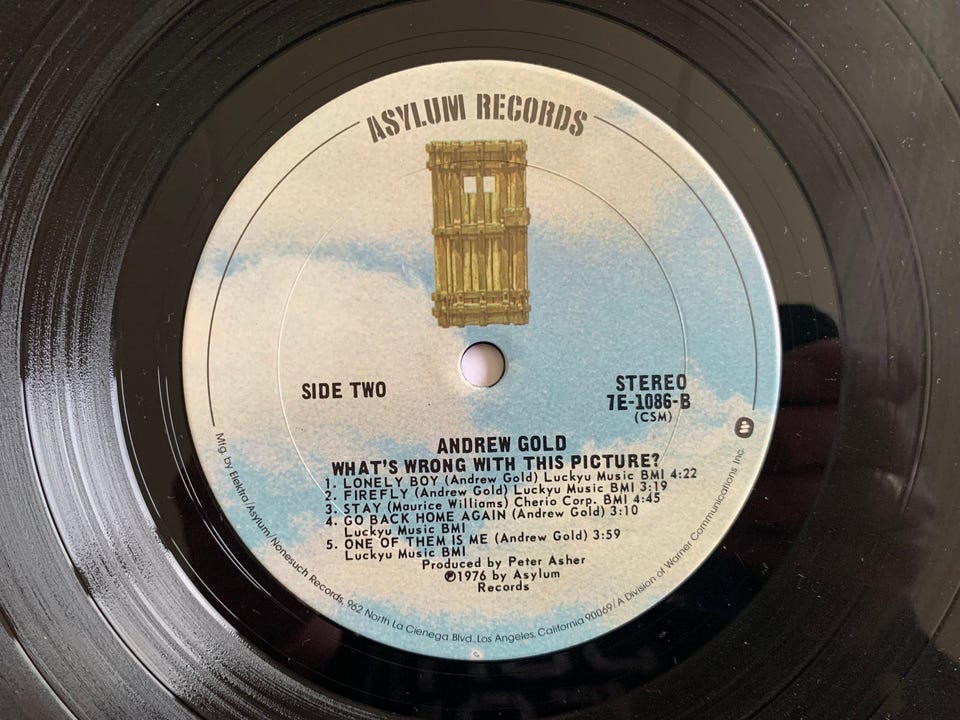 ASYLUM RECORDS
SIDE TWO
STEREO
7E-1086-B
(CSM)
ANDREW GOLD
WHAT'S WRONG WITH THIS PICTURE?
1. LONELY BOY (Andrew Gold) Luckyu Music BMI 4:22
2. FIREFLY (Andrew Gold) Luckyu Music BMI 3:19
3. STAY (Maurice Williams) Cherio Corp. BMI 4:45
4. GO BACK HOME AGAIN (Andrew Gold) 3:10
Luckyu Music BMI
5. ONE OF THEM IS ME (Andrew Gold) 3:59
Luckyu Music BMI
Produced by Peter Asher
℗1976 by Asylum
Records
Mfg. by Elektra/Asylum/Nonesuch Records, 962 North La Cienega Blvd., Los Angeles, California 90069/A Division of Warner Communications Inc.